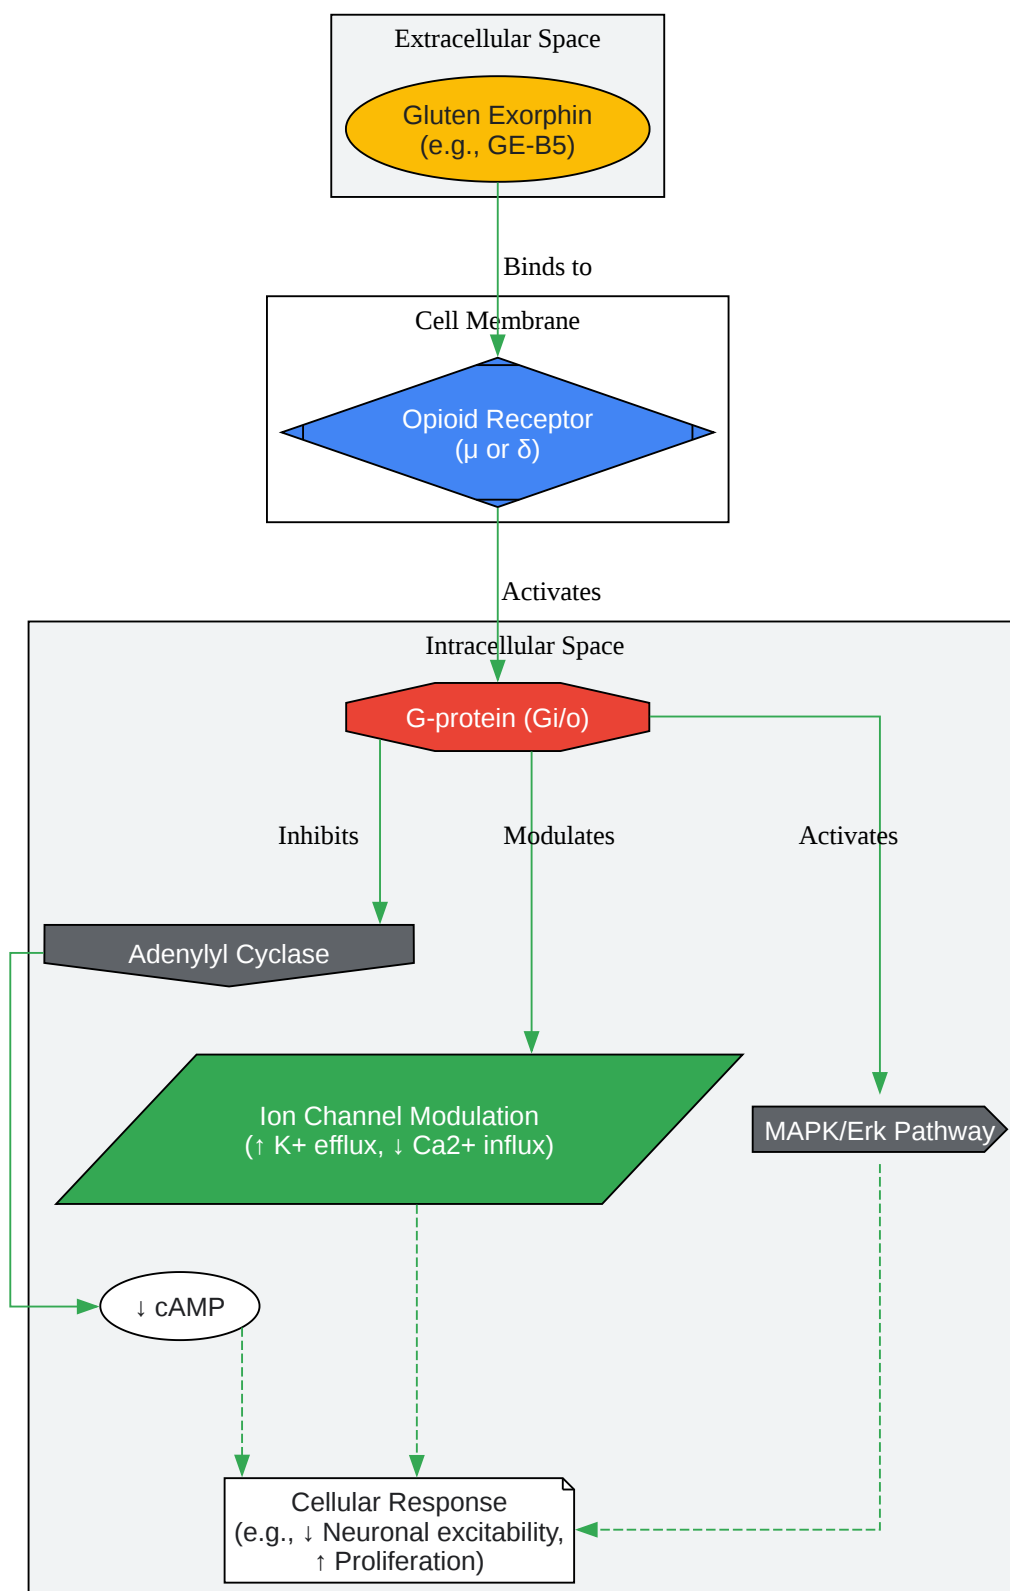 Extracellular Space
Gluten Exorphin
(e.g., GE-B5)
Binds to
Cell Membrane
Opioid Receptor
(μ or δ)
Activates
Intracellular Space
G-protein (Gi/o)
Inhibits
Modulates
Activates
Adenylyl Cyclase
Ion Channel Modulation
(↑ K+ efflux, ↓ Ca2+ influx)
MAPK/Erk Pathway
↓ cAMP
Cellular Response
(e.g., ↓ Neuronal excitability,
↑ Proliferation)